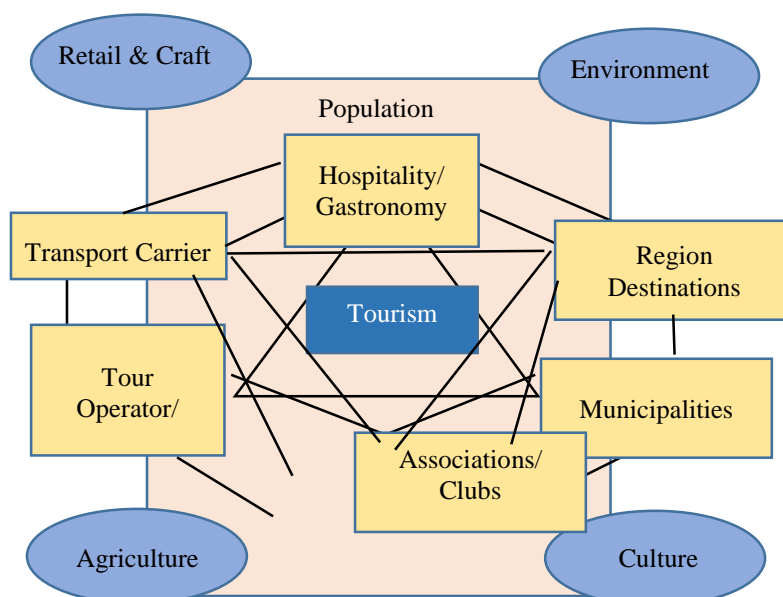 Retail & Craft
Environment
Population
Hospitality/
Gastronomy
Transport Carrier
Region
Destinations
Tourism
Tour
Operator/
Municipalities
Associations/
Clubs
Agriculture
Culture